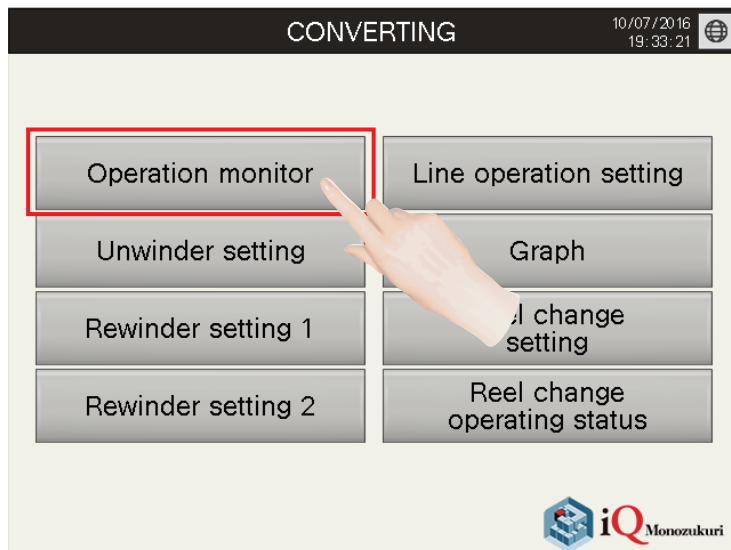 CONVERTING
10/07/2016
19:33:21
Operation monitor
Line operation setting
Unwinder setting
Graph
Rewinder setting 1
change
setting
Rewinder setting 2
Reel change
operating status
iQ Monozukuri